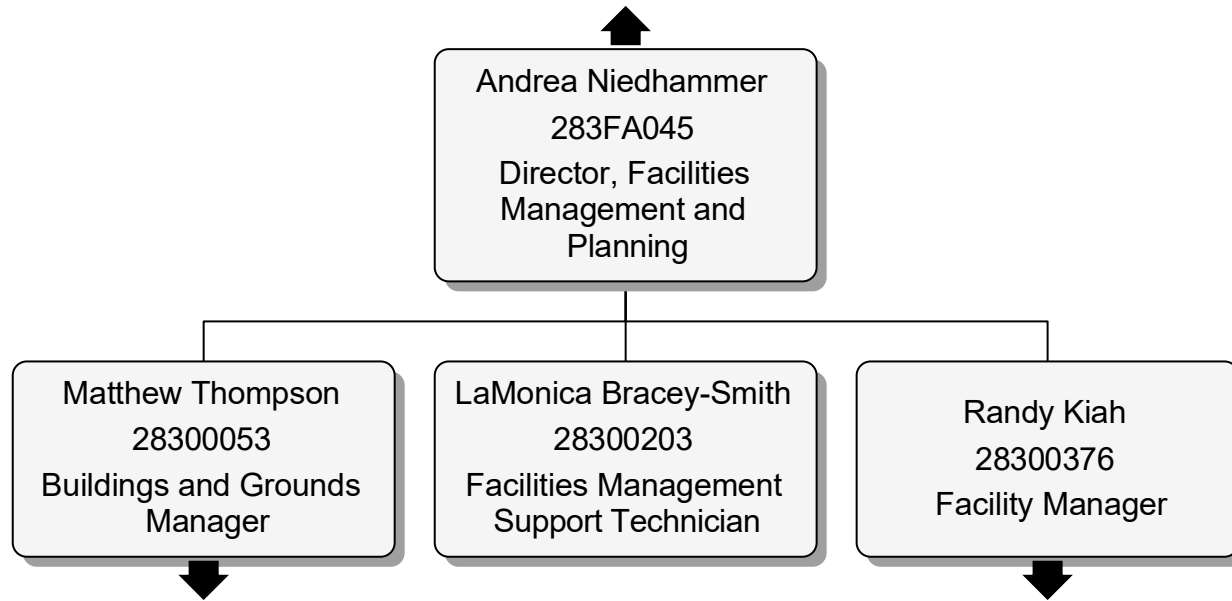 Andrea Niedhammer
283FA045
Director, Facilities
Management and
Planning
Matthew Thompson
28300053
Buildings and Grounds
Manager
LaMonica Bracey-Smith
28300203
Facilities Management
Support Technician
Randy Kiah
28300376
Facility Manager